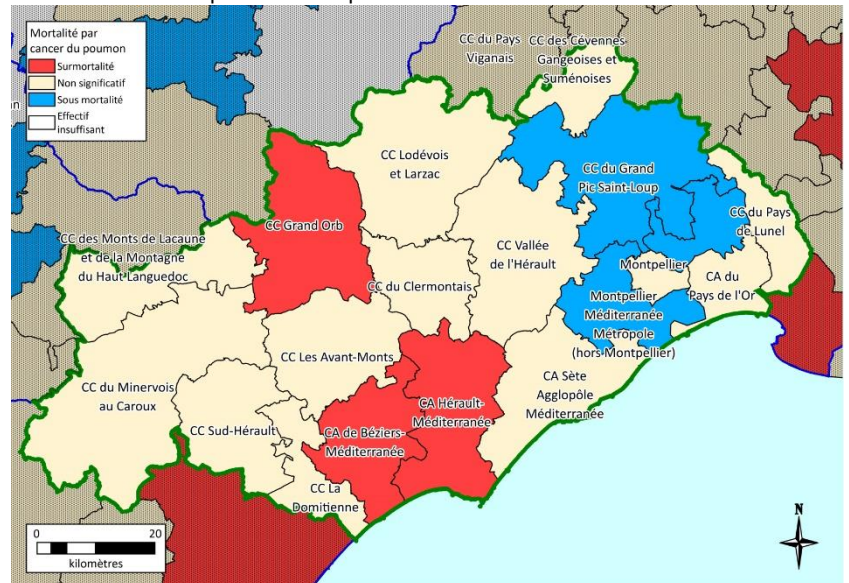 Mortalité par
cancer du poumon
Surmortalité
Non significatif
Sous mortalité
Effectif
insuffisant
CC du Pays
Viganais
CC des Cévennes
Gangeoises et
Suménoises
CC Lodévois
et Larzac
CC du Grand
Pic Saint-Loup
CC Grand Orb
CC du Pays
de Lunel
CC Vallée
de l'Hérault
CC des Monts de Lacaune
et de la Montagne
du Haut Languedoc
Montpellier
CA du
Pays de l'Or
CC du Clermontais
Montpellier
Méditerranée
Métropole
(hors Montpellier)
CC Les Avant-Monts
CC du Minervois
au Caroux
CA Sète
Agglopôle
Méditerranée
CA Hérault-
Méditerranée
CC Sud-Hérault
CA de Béziers-
Méditerranée
CC La
Domitienne
0 20
kilomètres
N